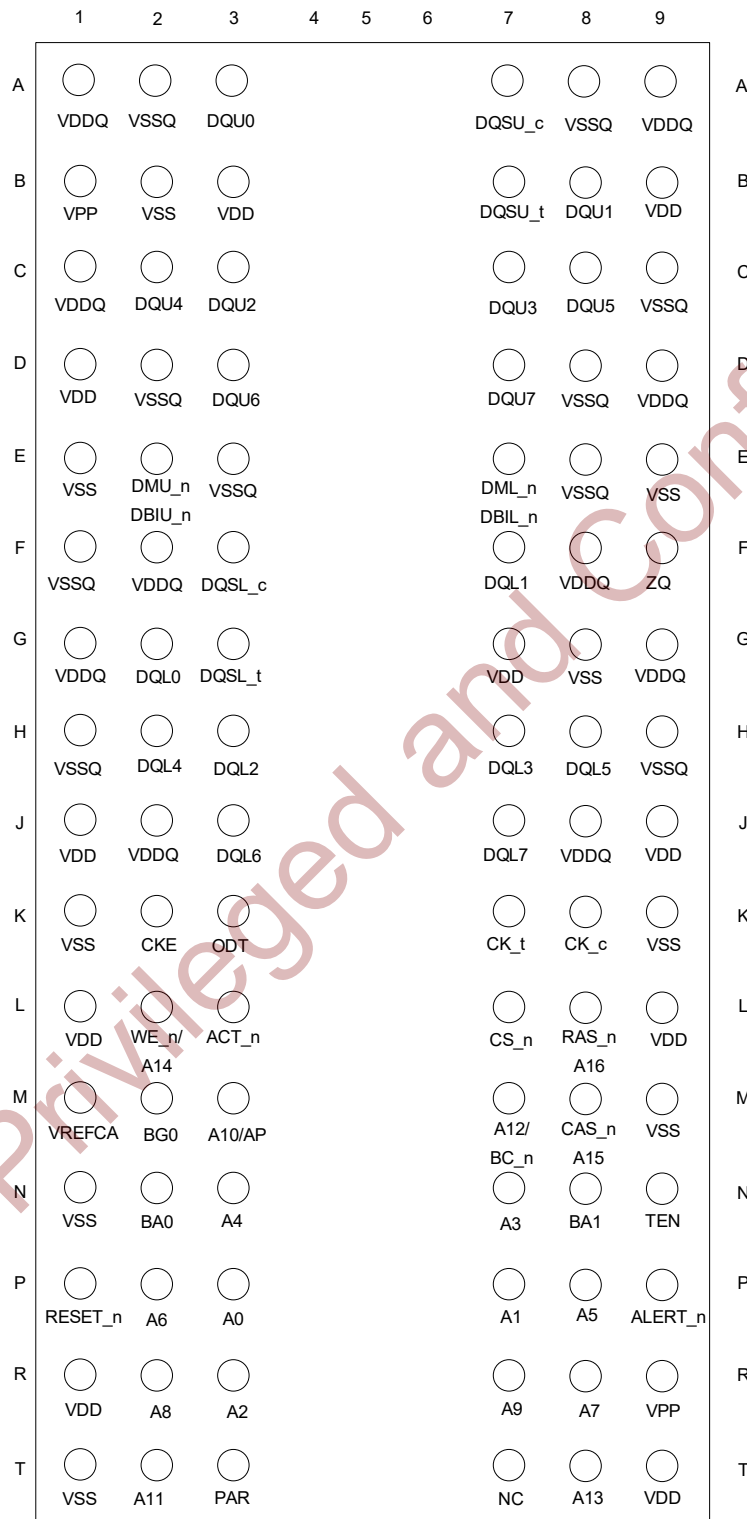 1 2 3 4 5 6 7 8 9
A A
VDDQ VSSQ DQU0 DQSU_c VSSQ VDDQ
B B
VPP VSS VDD DQSU_t DQU1 VDD
C C
VDDQ DQU4 DQU2 DQU3 DQU5 VSSQ
D D
VDD VSSQ DQU6 DQU7 VSSQ VDDQ
E E
VSS DMU_n VSSQ DML_n VSSQ VSS
DBIU_n DBIL_n
F F
VSSQ VDDQ DQSL_c DQL1 VDDQ ZQ
G G
VDDQ DQL0 DQSL_t VDD VSS VDDQ
H H
VSSQ DQL4 DQL2 DQL3 DQL5 VSSQ
J J
VDD VDDQ DQL6 DQL7 VDDQ VDD
K K
VSS CKE ODT CK_t CK_c VSS
L L
VDD WE_n/ ACT_n CS_n RAS_n VDD
A14 A16
M M
VREFCA BG0 A10/AP A12/ CAS_n VSS
BC_n A15
N N
VSS BA0 A4 A3 BA1 TEN
P P
RESET_n A6 A0 A1 A5 ALERT_n
R R
VDD A8 A2 A9 A7 VPP
T T
VSS A11 PAR NC A13 VDD
Privileged and Conf